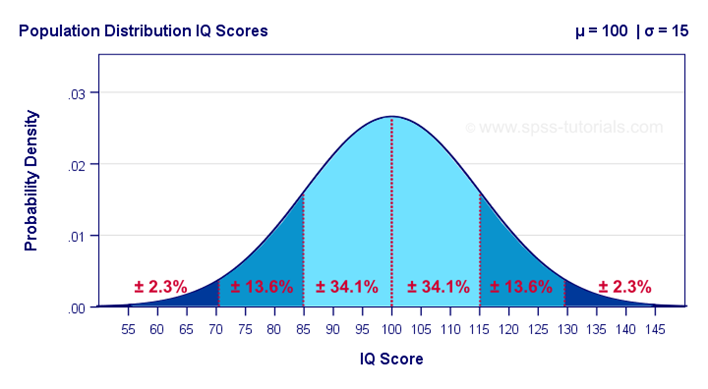 Population Distribution IQ Scores μ = 100 | σ = 15
.03
© www.spss-tutorials.com
Probability Density
.02
.01
± 2.3% ± 13.6% ± 34.1% ± 34.1% ± 13.6% ± 2.3%
.00
55 60 65 70 75 80 85 90 95 100 105 110 115 120 125 130 135 140 145
IQ Score